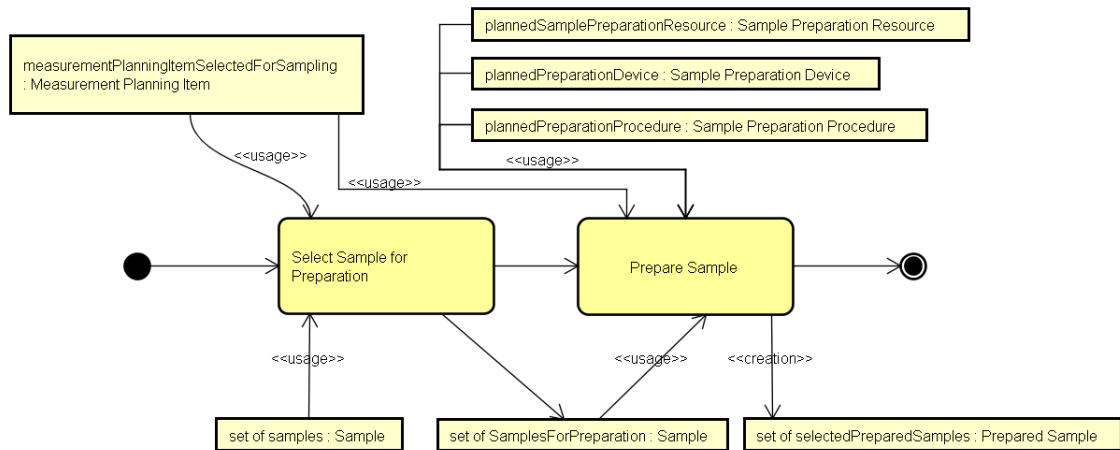 plannedSamplePreparationResource : Sample Preparation Resource
measurementPlanningItemSelectedForSampling
: Measurement Planning Item
plannedPreparationDevice : Sample Preparation Device
plannedPreparationProcedure : Sample Preparation Procedure
<<usage>>
<<usage>>
<<usage>>
Select Sample for
Preparation
Prepare Sample
<<usage>>
<<usage>>
<<creation>>
set of samples : Sample
set of SamplesForPreparation : Sample
set of selectedPreparedSamples : Prepared Sample